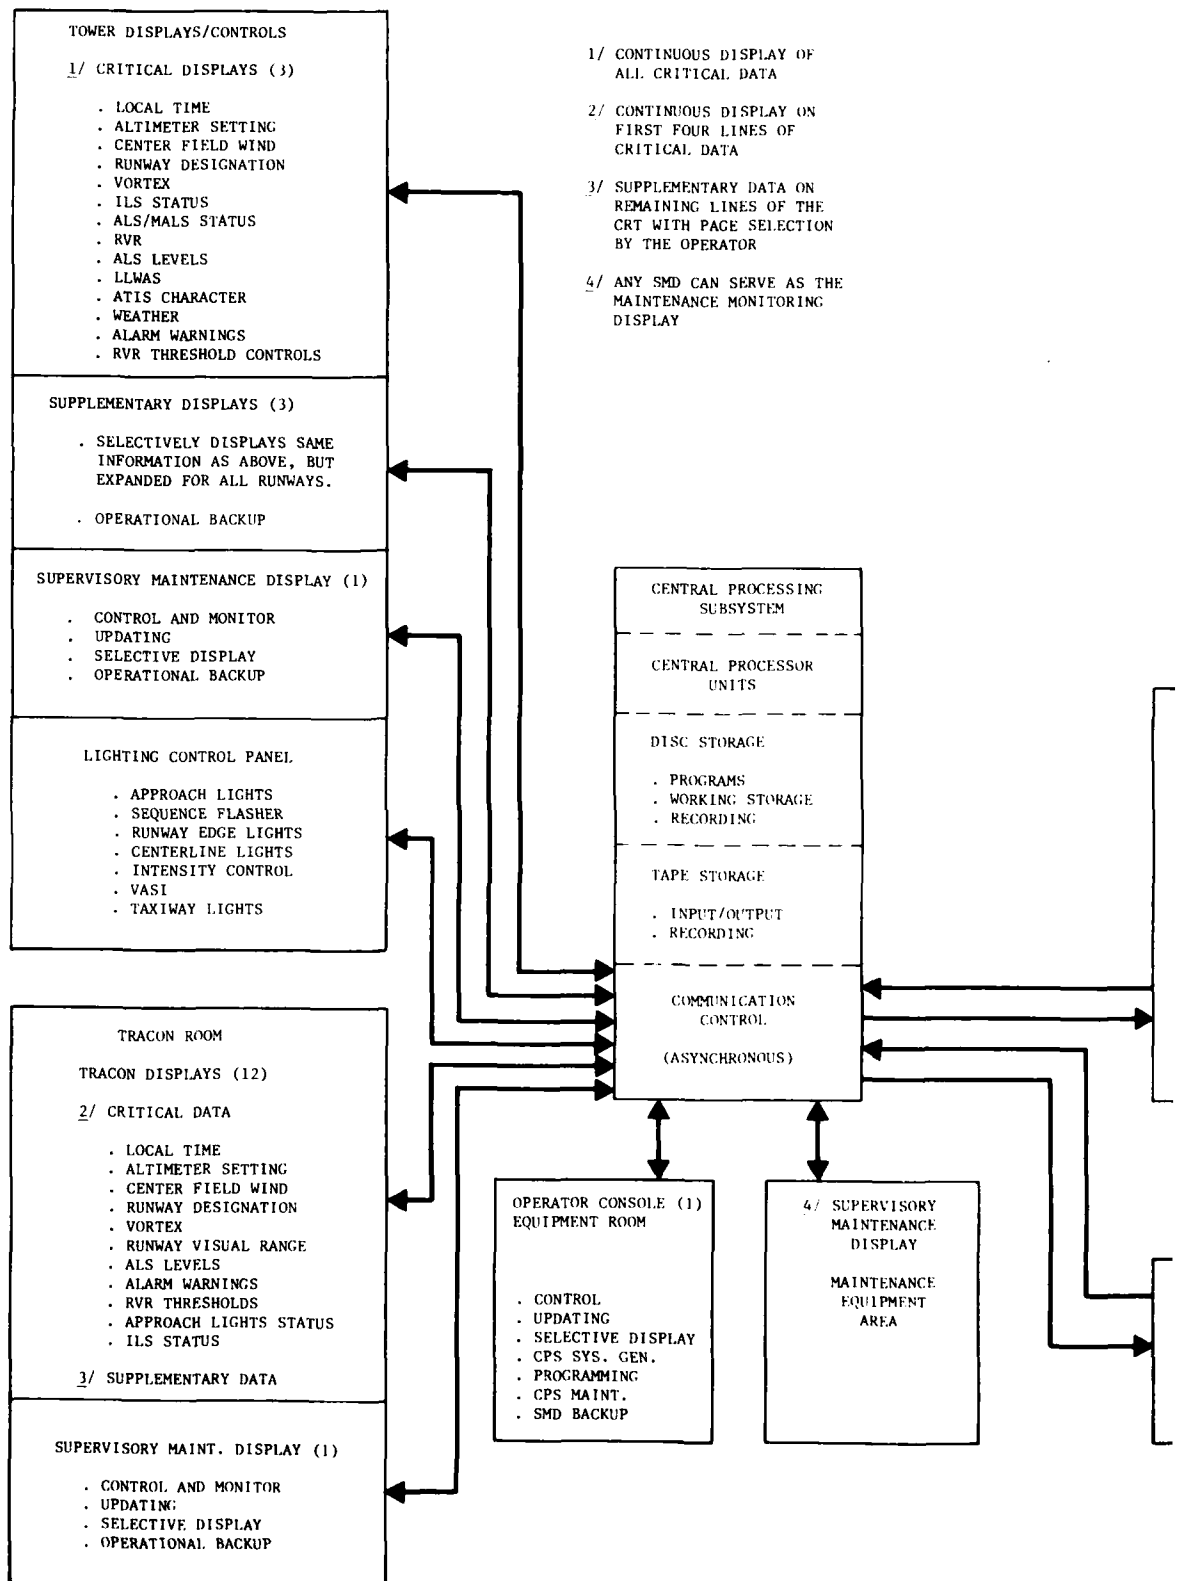 TOWER DISPLAYS/CONTROLS
1/ CRITICAL DISPLAYS (3)
. LOCAL TIME
. ALTIMETER SETTING
. CENTER FIELD WIND
. RUNWAY DESIGNATION
. VORTEX
. ILS STATUS
. ALS/MALS STATUS
. RVR
. ALS LEVELS
. LLWAS
. ATIS CHARACTER
. WEATHER
. ALARM WARNINGS
. RVR THRESHOLD CONTROLS
SUPPLEMENTARY DISPLAYS (3)
. SELECTIVELY DISPLAYS SAME
INFORMATION AS ABOVE, BUT
EXPANDED FOR ALL RUNWAYS.
. OPERATIONAL BACKUP
SUPERVISORY MAINTENANCE DISPLAY (1)
. CONTROL AND MONITOR
. UPDATING
. SELECTIVE DISPLAY
. OPERATIONAL BACKUP
LIGHTING CONTROL PANEL
. APPROACH LIGHTS
. SEQUENCE FLASHER
. RUNWAY EDGE LIGHTS
. CENTERLINE LIGHTS
. INTENSITY CONTROL
. VASI
. TAXIWAY LIGHTS
TRACON ROOM
TRACON DISPLAYS (12)
2/ CRITICAL DATA
. LOCAL TIME
. ALTIMETER SETTING
. CENTER FIELD WIND
. RUNWAY DESIGNATION
. VORTEX
. RUNWAY VISUAL RANGE
. ALS LEVELS
. ALARM WARNINGS
. RVR THRESHOLDS
. APPROACH LIGHTS STATUS
. ILS STATUS
3/ SUPPLEMENTARY DATA
SUPERVISORY MAINT. DISPLAY (1)
. CONTROL AND MONITOR
. UPDATING
. SELECTIVE DISPLAY
. OPERATIONAL BACKUP
1/ CONTINUOUS DISPLAY OF
ALL CRITICAL DATA
2/ CONTINUOUS DISPLAY ON
FIRST FOUR LINES OF
CRITICAL DATA
3/ SUPPLEMENTARY DATA ON
REMAINING LINES OF THE
CRT WITH PAGE SELECTION
BY THE OPERATOR
4/ ANY SMD CAN SERVE AS THE
MAINTENANCE MONITORING
DISPLAY
CENTRAL PROCESSING
SUBSYSTEM
CENTRAL PROCESSOR
UNITS
DISC STORAGE
. PROGRAMS
. WORKING STORAGE
. RECORDING
TAPE STORAGE
. INPUT/OUTPUT
. RECORDING
COMMUNICATION
CONTROL
(ASYNCHRONOUS)
OPERATOR CONSOLE (1)
EQUIPMENT ROOM
. CONTROL
. UPDATING
. SELECTIVE DISPLAY
. CPS SYS. GEN.
. PROGRAMMING
. CPS MAINT.
. SMD BACKUP
4/ SUPERVISORY
MAINTENANCE
DISPLAY
MAINTENANCE
EQUIPMENT
AREA